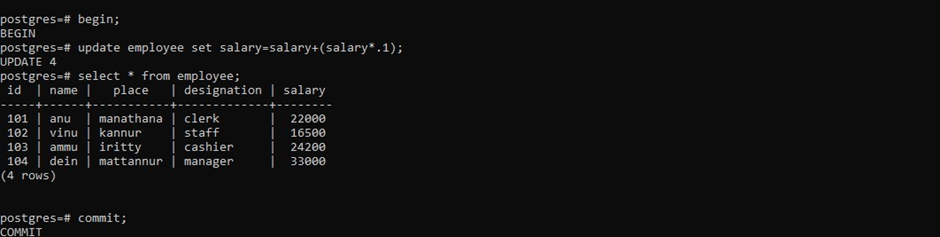 postgres=# begin;
BEGIN
postgres=# update employee set salary=salary+(salary*.1);
UPDATE 4
postgres=# select * from employee;
 id  | name |   place   | designation | salary
-----+------+-----------+-------------+--------
 101 | anu  | manathana | clerk       |  22000
 102 | vinu | kannur    | staff       |  16500
 103 | ammu | iritty    | cashier     |  24200
 104 | dein | mattannur | manager     |  33000
(4 rows)
postgres=# commit;
COMMIT